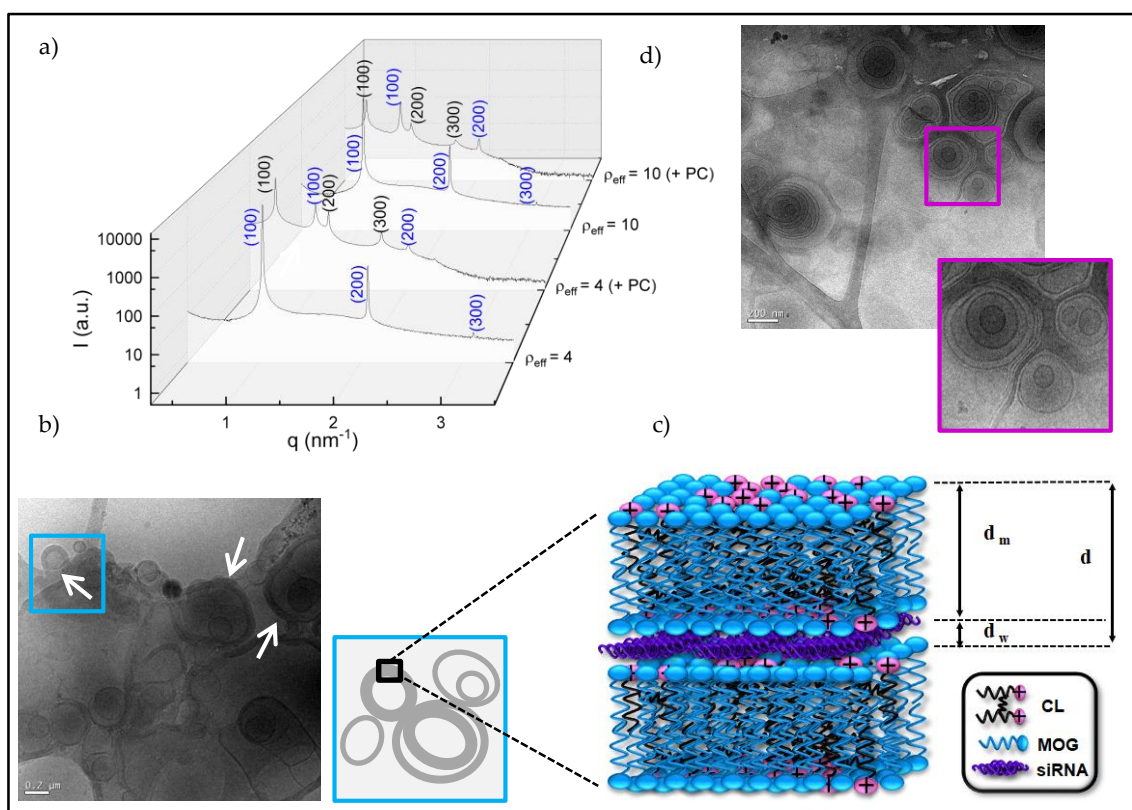 a)
(100)
(100)
(200)
(300)
(200)
ρeff = 10 (+ PC)
(100)
(200)
(300)
ρeff = 10
(100)
(100)
(200)
(300)
(200)
ρeff = 4 (+ PC)
(100)
(200)
(300)
ρeff = 4
10000
1000
100
10
1
I (a.u.)
1 2 3
q (nm-1)
d)
200 nm
b)
0.2 µm
c)
dm
d
dw
CL
MOG
siRNA